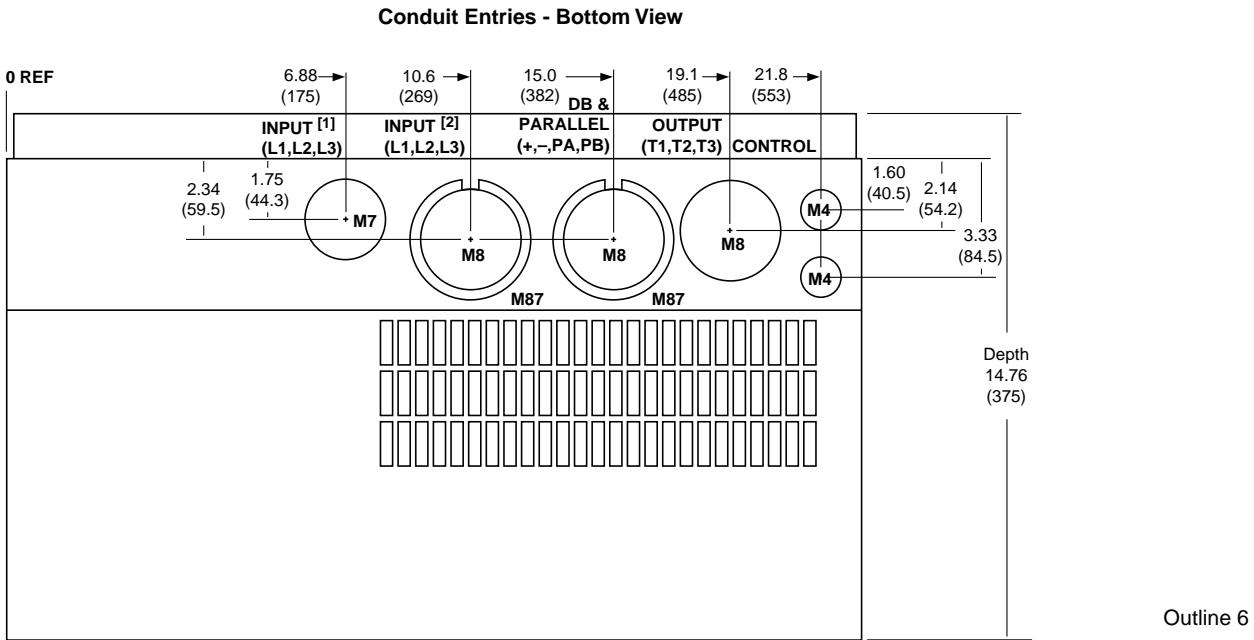 Conduit Entries - Bottom View
0 REF
6.88
(175)
10.6
(269)
15.0
(382)
19.1
(485)
21.8
(553)
INPUT [1]
(L1,L2,L3)
INPUT [2]
(L1,L2,L3)
DB &
PARALLEL
(+,–,PA,PB)
OUTPUT
(T1,T2,T3)
CONTROL
2.34
(59.5)
1.75
(44.3)
1.60
(40.5)
2.14
(54.2)
3.33
(84.5)
M7
M8
M8
M8
M4
M4
M87
M87
Depth
14.76
(375)
Outline 6